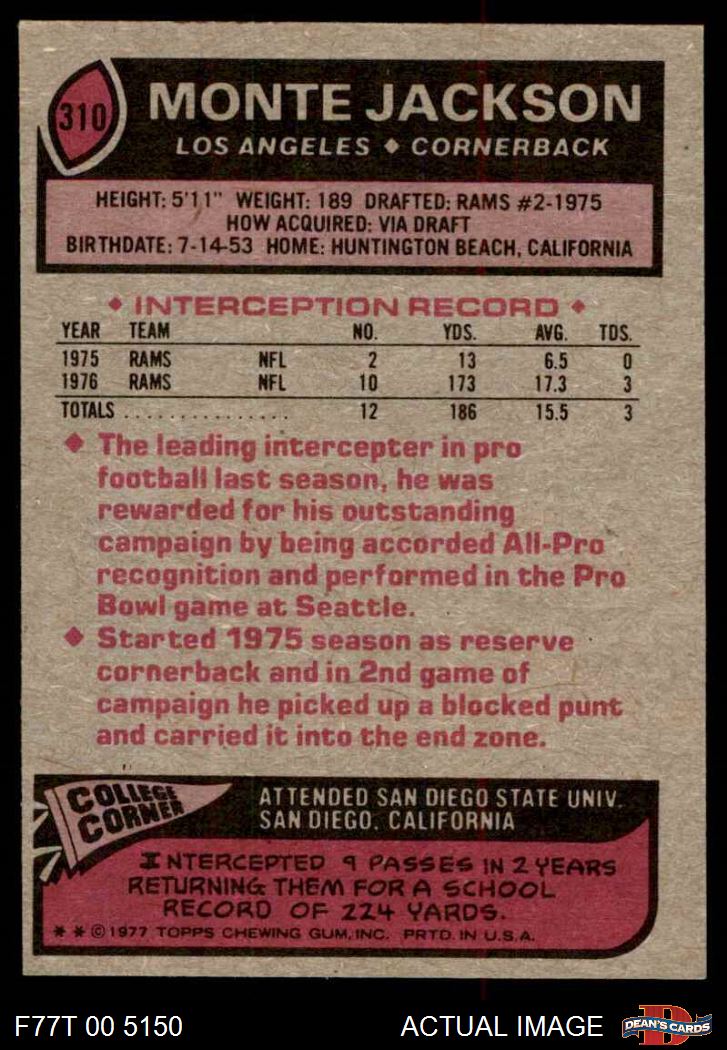 310
MONTE JACKSON
LOS ANGELES ♦ CORNERBACK
HEIGHT: 5'11" WEIGHT: 189 DRAFTED: RAMS #2-1975
HOW ACQUIRED: VIA DRAFT
BIRTHDATE: 7-14-53 HOME: HUNTINGTON BEACH, CALIFORNIA
♦ INTERCEPTION RECORD ♦
YEAR TEAM NO. YDS. AVG. TDS.
1975 RAMS NFL 2 13 6.5 0
1976 RAMS NFL 10 173 17.3 3
TOTALS ................ 12 186 15.5 3
♦ The leading intercepter in pro
football last season, he was
rewarded for his outstanding
campaign by being accorded All-Pro
recognition and performed in the Pro
Bowl game at Seattle.
♦ Started 1975 season as reserve
cornerback and in 2nd game of
campaign he picked up a blocked punt
and carried it into the end zone.
COLLEGE
CORNER
ATTENDED SAN DIEGO STATE UNIV.
SAN DIEGO, CALIFORNIA
INTERCEPTED 9 PASSES IN 2 YEARS
RETURNING THEM FOR A SCHOOL
RECORD OF 224 YARDS.
* * © 1977 TOPPS CHEWING GUM, INC. PRTD. IN U.S.A.
F77T 00 5150
ACTUAL IMAGE
D
DEAN'S CARDS